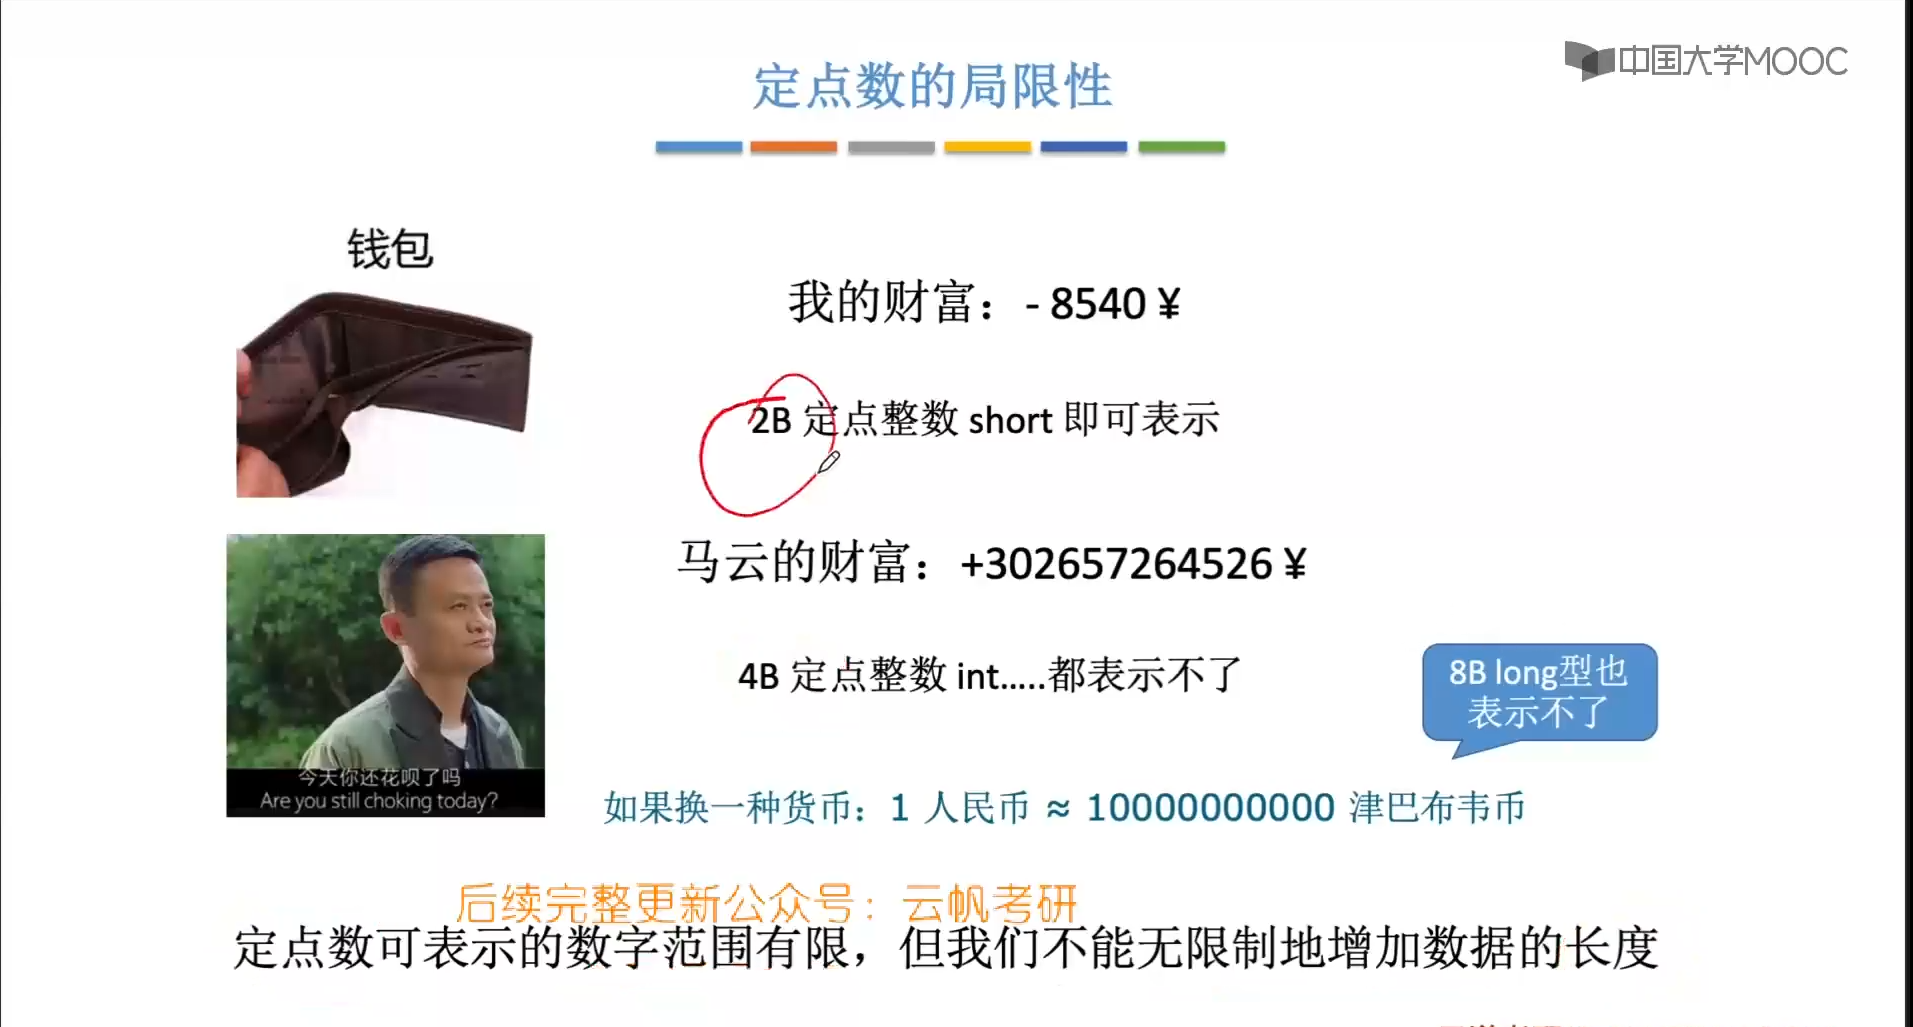 中国大学MOOC
定点数的局限性
钱包
我的财富：- 8540 ¥
2B 定点整数 short 即可表示
马云的财富：+302657264526 ¥
4B 定点整数 int.....都表示不了
8B long型也
表示不了
今天你还花呗了吗
Are you still choking today?
如果换一种货币：1 人民币 ≈ 10000000000 津巴布韦币
后续完整更新公众号：云帆考研
定点数可表示的数字范围有限，但我们不能无限制地增加数据的长度